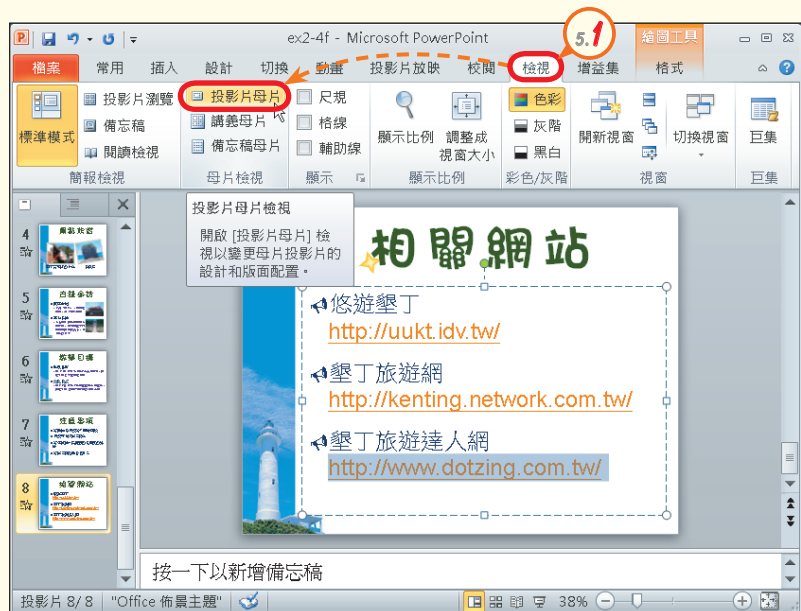 ex2-4f - Microsoft PowerPoint
繪圖工具
5.1
檔案 常用 插入 設計 切換 動畫 投影片放映 校閱 檢視 增益集 格式
標準模式
投影片瀏覽
備忘稿
閱讀檢視
簡報檢視
投影片母片
講義母片
備忘稿母片
母片檢視
尺規
格線
輔助線
顯示
顯示比例
調整成
視窗大小
顯示比例
色彩
灰階
黑白
彩色/灰階
開新視窗
切換視窗
視窗
巨集
巨集
投影片母片檢視
開啟 [投影片母片] 檢
視以變更母片投影片的
設計和版面配置。
4
5
6
7
注意事項
8
相關網站
相關網站
悠遊墾丁
http://uukt.idv.tw/
墾丁旅遊網
http://kenting.network.com.tw/
墾丁旅遊達人網
http://www.dotzing.com.tw/
按一下以新增備忘稿
投影片 8/8 "Office 佈景主題" 38%